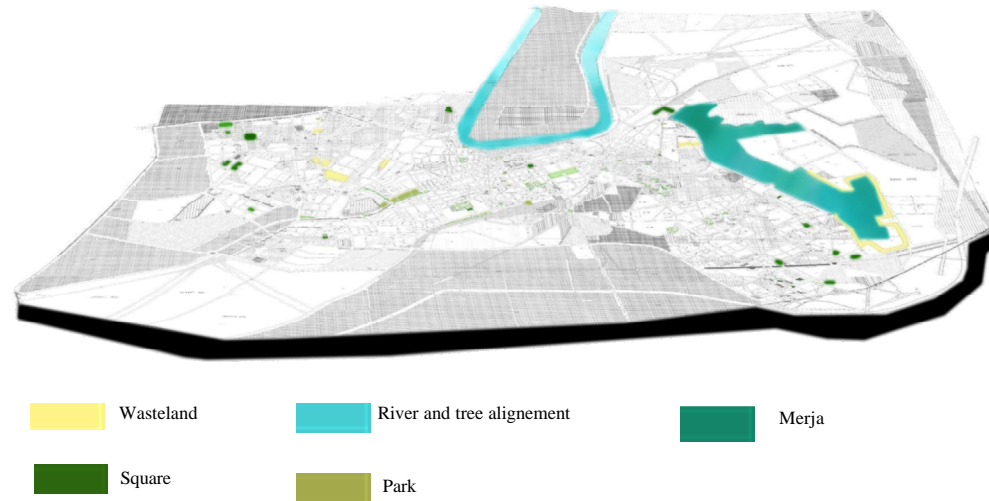 Wasteland
River and tree alignement
Merja
Square
Park